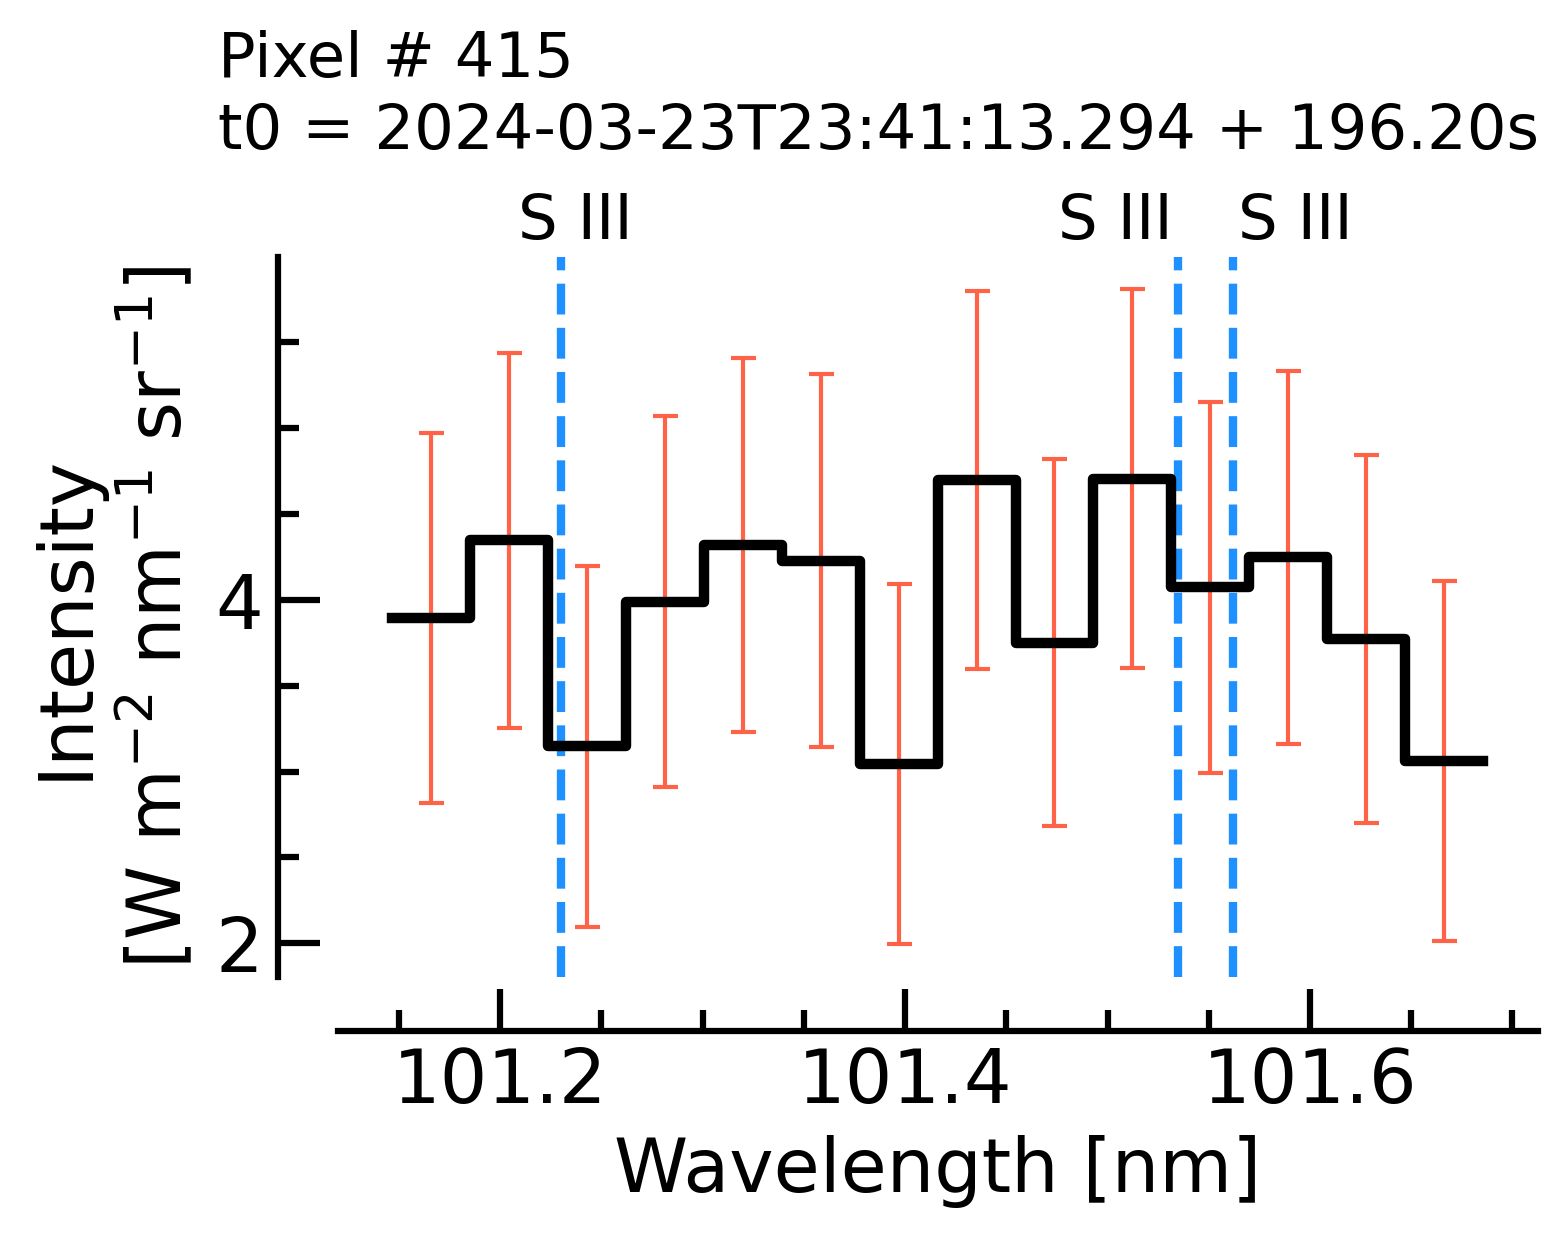 Pixel # 415
t0 = 2024-03-23T23:41:13.294 + 196.20s
S III S III S III
Intensity
[W m⁻² nm⁻¹ sr⁻¹]
4
2
101.2 101.4 101.6
Wavelength [nm]